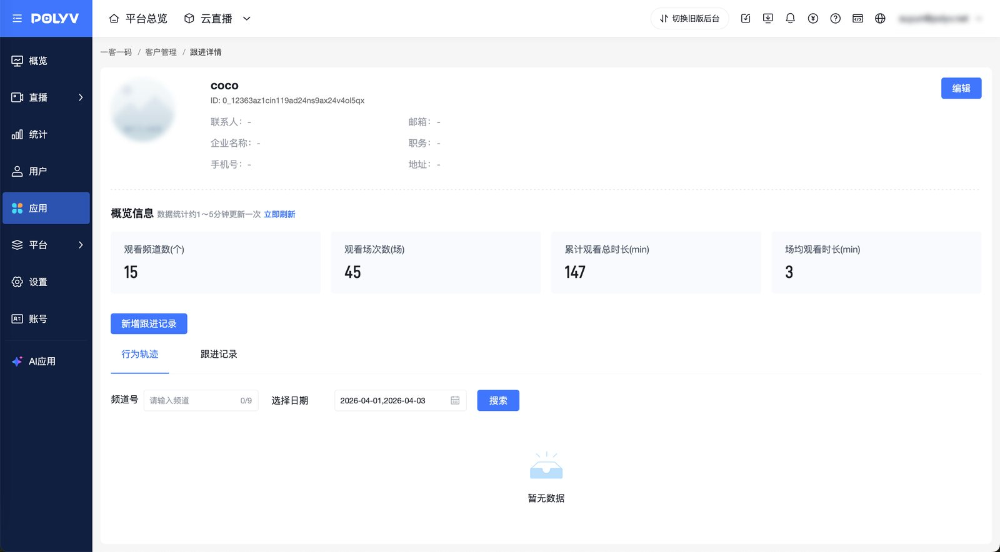 POLYV
平台总览
云直播
切换旧版后台
概览
直播
统计
用户
应用
平台
设置
账号
AI应用
一客一码 / 客户管理 / 跟进详情
coco
编辑
ID: 0_12363az1cin119ad24ns9ax24v4ol5qx
联系人： -
邮箱： -
企业名称： -
职务： -
手机号： -
地址： -
概览信息 数据统计约1～5分钟更新一次 立即刷新
观看频道数(个)
15
观看场次数(场)
45
累计观看总时长(min)
147
场均观看时长(min)
3
新增跟进记录
行为轨迹
跟进记录
频道号
请输入频道 0/9
选择日期
2026-04-01,2026-04-03
搜索
暂无数据